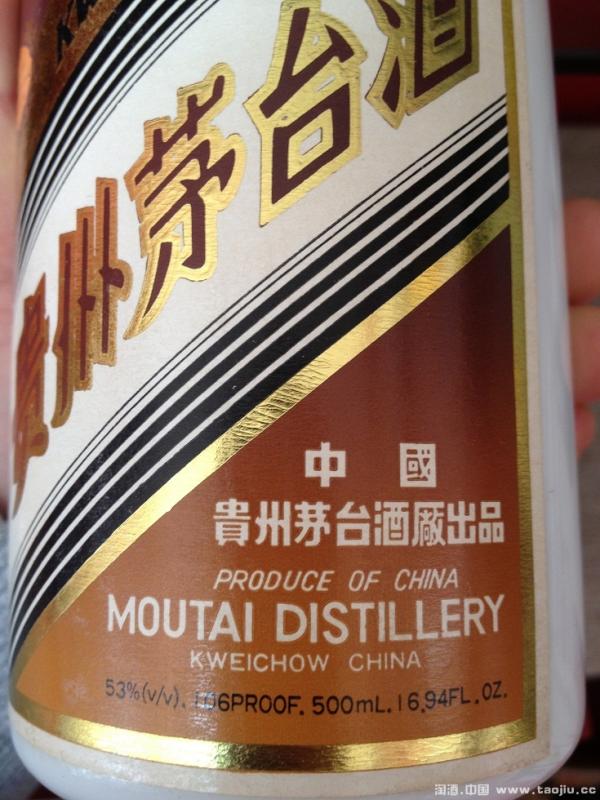 貴州茅台酒
中國
貴州茅台酒廠出品
PRODUCE OF CHINA
MOUTAI DISTILLERY
KWEICHOW CHINA
53%(v/v). 106PROOF. 500mL. 16.94FL.OZ.
淘酒.中国 www.taojiu.cc